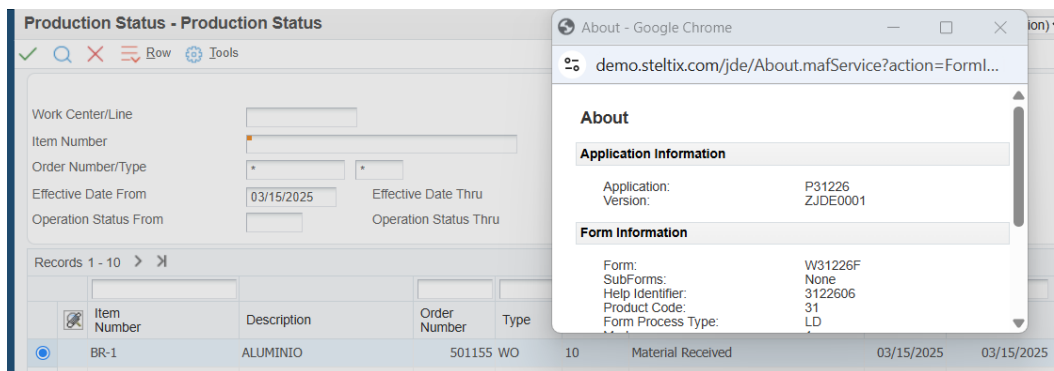 Production Status - Production Status
Row Tools
Work Center/Line
Item Number
Order Number/Type * *
Effective Date From 03/15/2025 Effective Date Thru
Operation Status From Operation Status Thru
Records 1 - 10
Item Number Description Order Number Type
BR-1 ALUMINIO 501155 WO 10 Material Received 03/15/2025 03/15/2025
About - Google Chrome
demo.steltix.com/jde/About.mafService?action=FormI...
About
Application Information
Application: P31226
Version: ZJDE0001
Form Information
Form: W31226F
SubForms: None
Help Identifier: 3122606
Product Code: 31
Form Process Type: LD
ion)